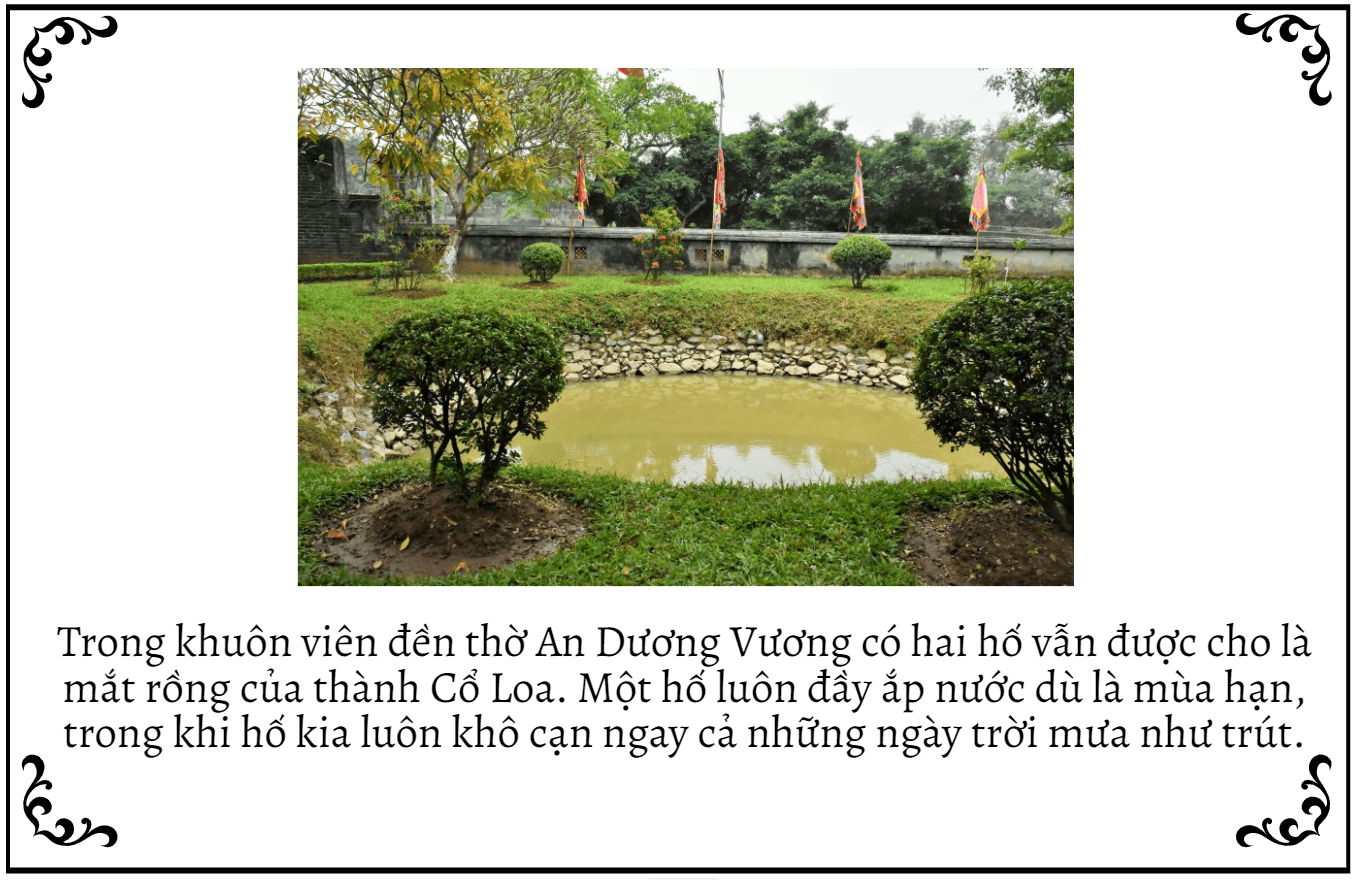 Trong khuôn viên đền thờ An Dương Vương có hai hố vẫn được cho là
mắt rồng của thành Cổ Loa. Một hố luôn đầy ắp nước dù là mùa hạn,
trong khi hố kia luôn khô cạn ngay cả những ngày trời mưa như trút.